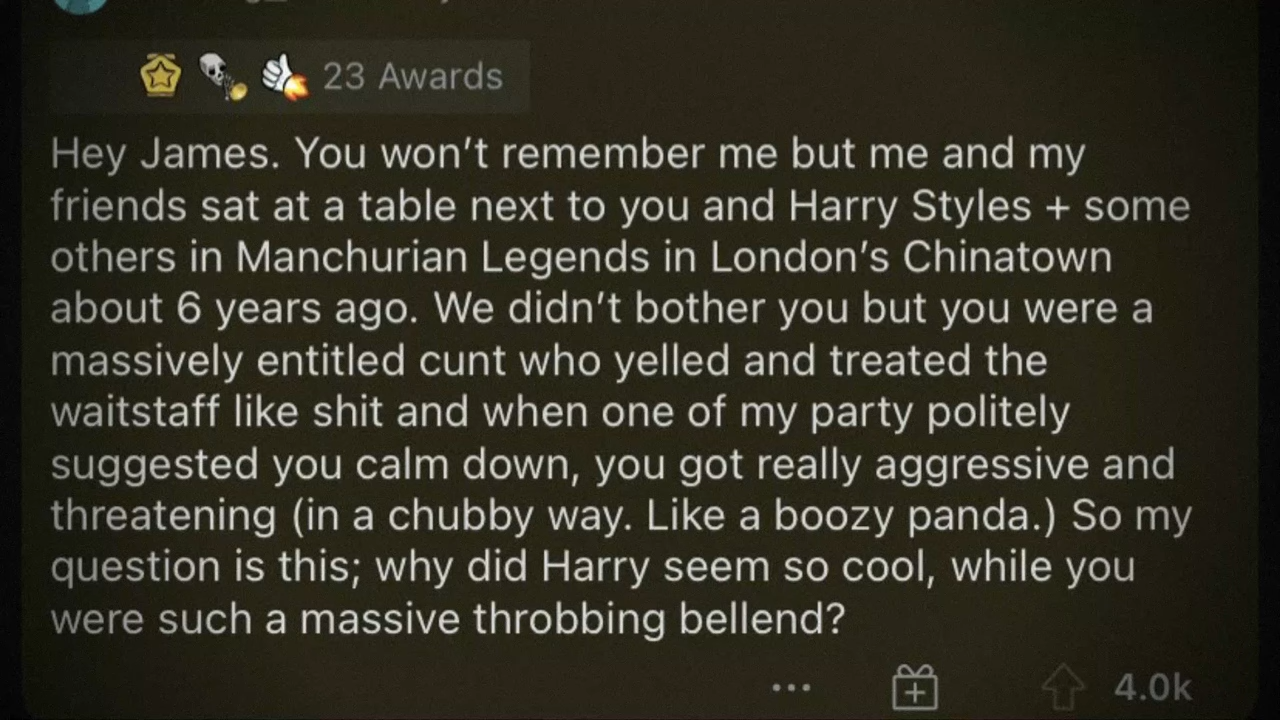 23 Awards
Hey James. You won't remember me but me and my
friends sat at a table next to you and Harry Styles + some
others in Manchurian Legends in London's Chinatown
about 6 years ago. We didn't bother you but you were a
massively entitled cunt who yelled and treated the
waitstaff like shit and when one of my party politely
suggested you calm down, you got really aggressive and
threatening (in a chubby way. Like a boozy panda.) So my
question is this; why did Harry seem so cool, while you
were such a massive throbbing bellend?
4.0k